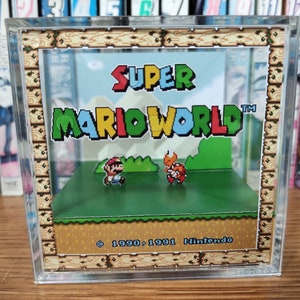 SUPER
MARIO WORLD™
© 1990,1991 Nintendo